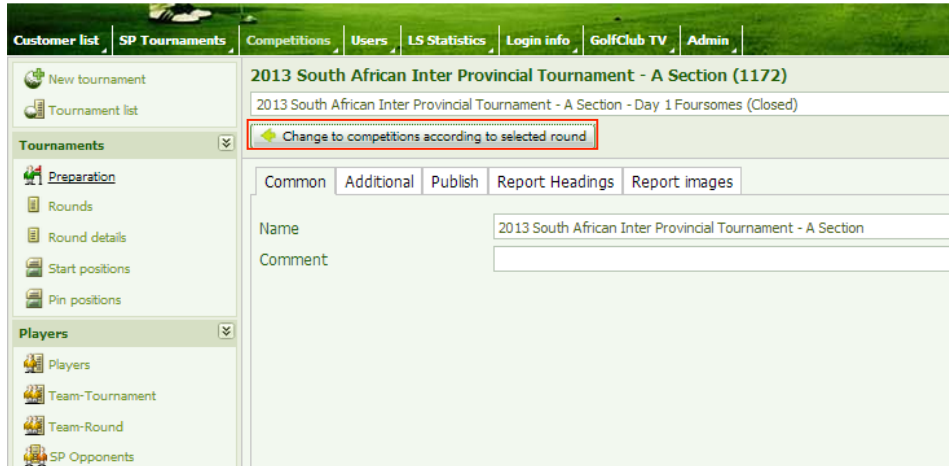 Customer list SP Tournaments Competitions Users LS Statistics Login info GolfClub TV Admin
New tournament
Tournament list
Tournaments
Preparation
Rounds
Round details
Start positions
Pin positions
Players
Players
Team-Tournament
Team-Round
SP Opponents
2013 South African Inter Provincial Tournament - A Section (1172)
2013 South African Inter Provincial Tournament - A Section - Day 1 Foursomes (Closed)
Change to competitions according to selected round
Common Additional Publish Report Headings Report images
Name 2013 South African Inter Provincial Tournament - A Section
Comment